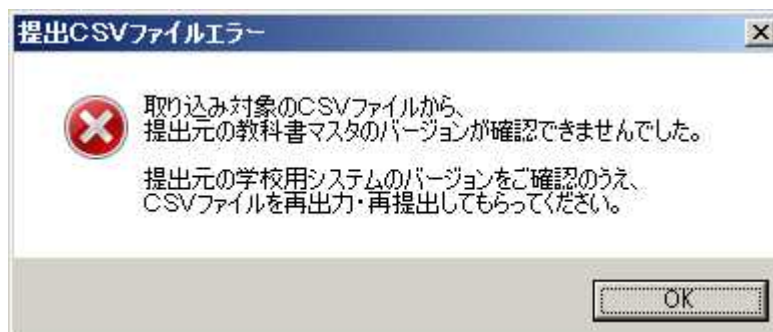 提出CSVファイルエラー
取り込み対象のCSVファイルから、
提出元の教科書マスタのバージョンが確認できませんでした。
提出元の学校用システムのバージョンをご確認のうえ、
CSVファイルを再出力・再提出してもらってください。
OK